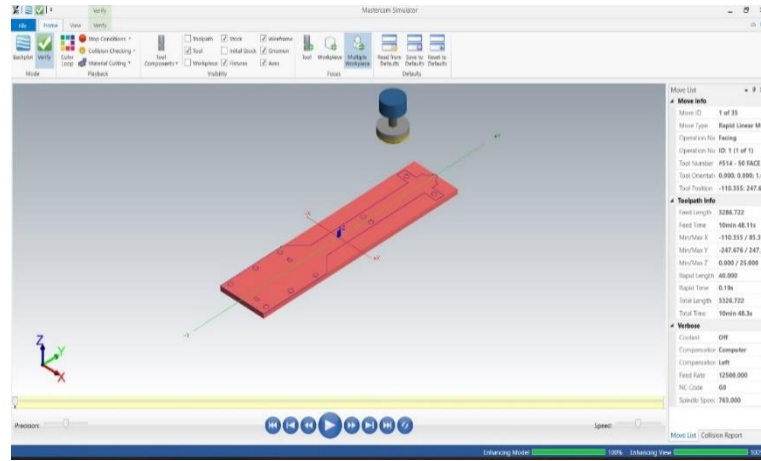 Verify
Mastercam Simulator
File
Home
View
Verify
Backplot
Verify
Outer
Loop
Stop Conditions
Collision Checking
Material Cutting
Tool
Components
Toolpath
Tool
Workpiece
Stock
Initial Stock
Fixtures
Wireframe
Gnomon
Axes
Tool
Workpiece
Multiple
Workspace
Read from
Defaults
Save to
Defaults
Reset to
Defaults
Mode
Playback
Visibility
Focus
Defaults
Move List
Move Info
Move ID 1 of 35
Move Type Rapid Linear M
Operation Na Facing
Operation Nu ID: 1 (1 of 1)
Tool Number #514 - 50 FACE
Tool Orientati 0.000; 0.000; 1.
Tool Position -110.355; 247.6
Toolpath Info
Feed Length 3286.722
Feed Time 10min 48.11s
Min/Max X -110.355 / 85.3
Min/Max Y -247.676 / 247.
Min/Max Z 0.000 / 25.000
Rapid Length 40.000
Rapid Time 0.19s
Total Length 3326.722
Total Time 10min 48.3s
Verbose
Coolant Off
Compensation Computer
Compensation Left
Feed Rate 12500.000
NC Code G0
Spindle Speed 763.000
-X
+X
Z
Y
X
Precision:
Speed:
Move List
Collision Report
Enhancing Model 100%
Enhancing View 100%